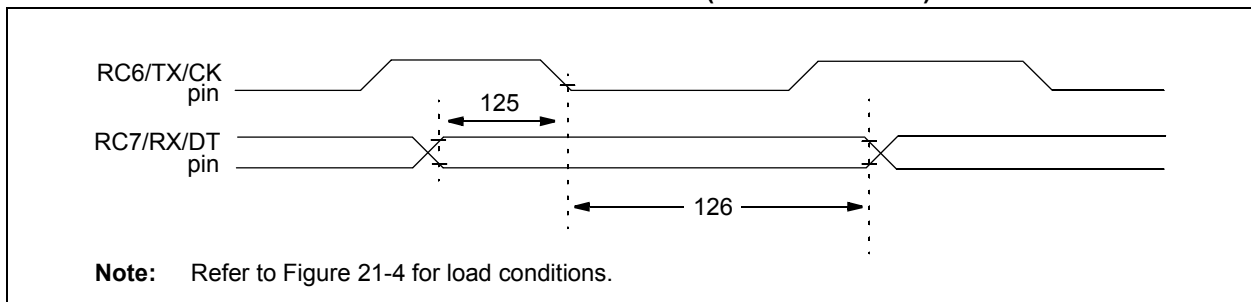 RC6/TX/CK
pin
125
RC7/RX/DT
pin
126
Note: Refer to Figure 21-4 for load conditions.